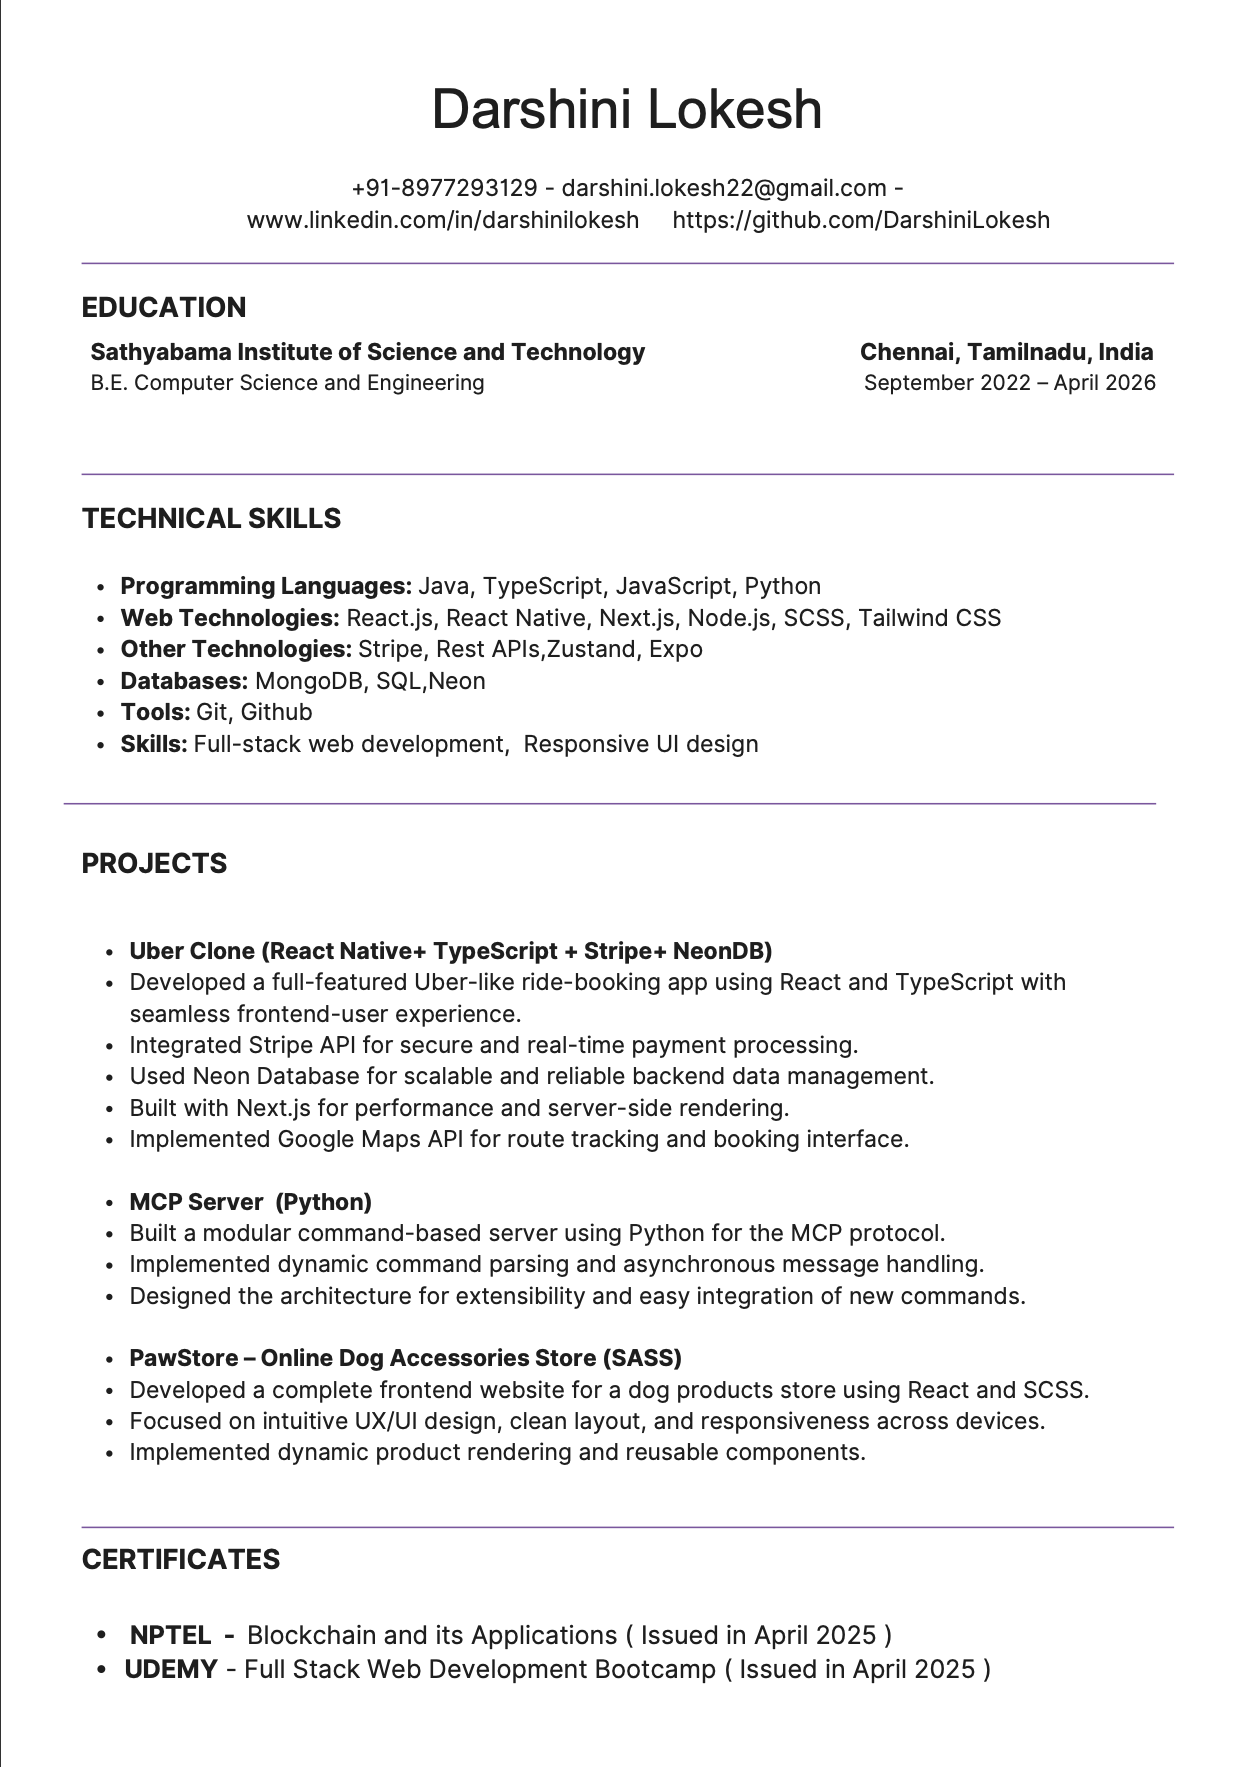 Darshini Lokesh
+91-8977293129 - darshini.lokesh22@gmail.com -
www.linkedin.com/in/darshinilokesh https://github.com/DarshiniLokesh
EDUCATION
Sathyabama Institute of Science and Technology Chennai, Tamilnadu, India
B.E. Computer Science and Engineering September 2022 – April 2026
TECHNICAL SKILLS
• Programming Languages: Java, TypeScript, JavaScript, Python
• Web Technologies: React.js, React Native, Next.js, Node.js, SCSS, Tailwind CSS
• Other Technologies: Stripe, Rest APIs,Zustand, Expo
• Databases: MongoDB, SQL,Neon
• Tools: Git, Github
• Skills: Full-stack web development,  Responsive UI design
PROJECTS
• Uber Clone (React Native+ TypeScript + Stripe+ NeonDB)
• Developed a full-featured Uber-like ride-booking app using React and TypeScript with
seamless frontend-user experience.
• Integrated Stripe API for secure and real-time payment processing.
• Used Neon Database for scalable and reliable backend data management.
• Built with Next.js for performance and server-side rendering.
• Implemented Google Maps API for route tracking and booking interface.
• MCP Server  (Python)
• Built a modular command-based server using Python for the MCP protocol.
• Implemented dynamic command parsing and asynchronous message handling.
• Designed the architecture for extensibility and easy integration of new commands.
• PawStore – Online Dog Accessories Store (SASS)
• Developed a complete frontend website for a dog products store using React and SCSS.
• Focused on intuitive UX/UI design, clean layout, and responsiveness across devices.
• Implemented dynamic product rendering and reusable components.
CERTIFICATES
• NPTEL  -  Blockchain and its Applications ( Issued in April 2025 )
• UDEMY - Full Stack Web Development Bootcamp ( Issued in April 2025 )